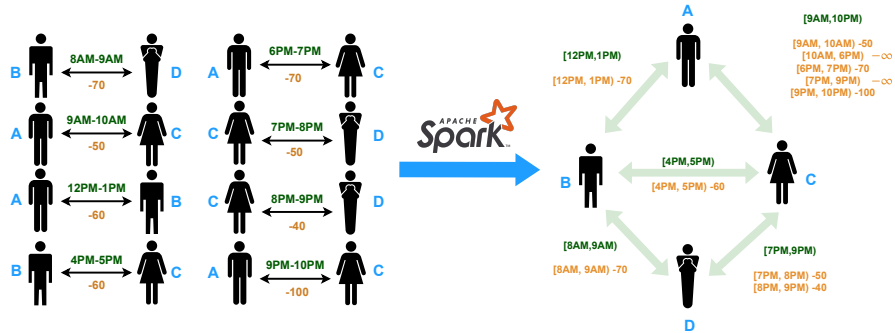 B
8AM-9AM
-70
D
A
6PM-7PM
-70
C
A
9AM-10AM
-50
C
C
7PM-8PM
-50
D
A
12PM-1PM
-60
B
C
8PM-9PM
-40
D
B
4PM-5PM
-60
C
A
9PM-10PM
-100
C
APACHE
Spark™
A
[9AM,10PM)
[9AM, 10AM) -50
[10AM, 6PM) −∞
[6PM, 7PM) -70
[7PM, 9PM) −∞
[9PM, 10PM) -100
[12PM,1PM)
[12PM, 1PM) -70
B
[4PM,5PM)
[4PM, 5PM) -60
C
[8AM,9AM)
[8AM, 9AM) -70
[7PM,9PM)
[7PM, 8PM) -50
[8PM, 9PM) -40
D